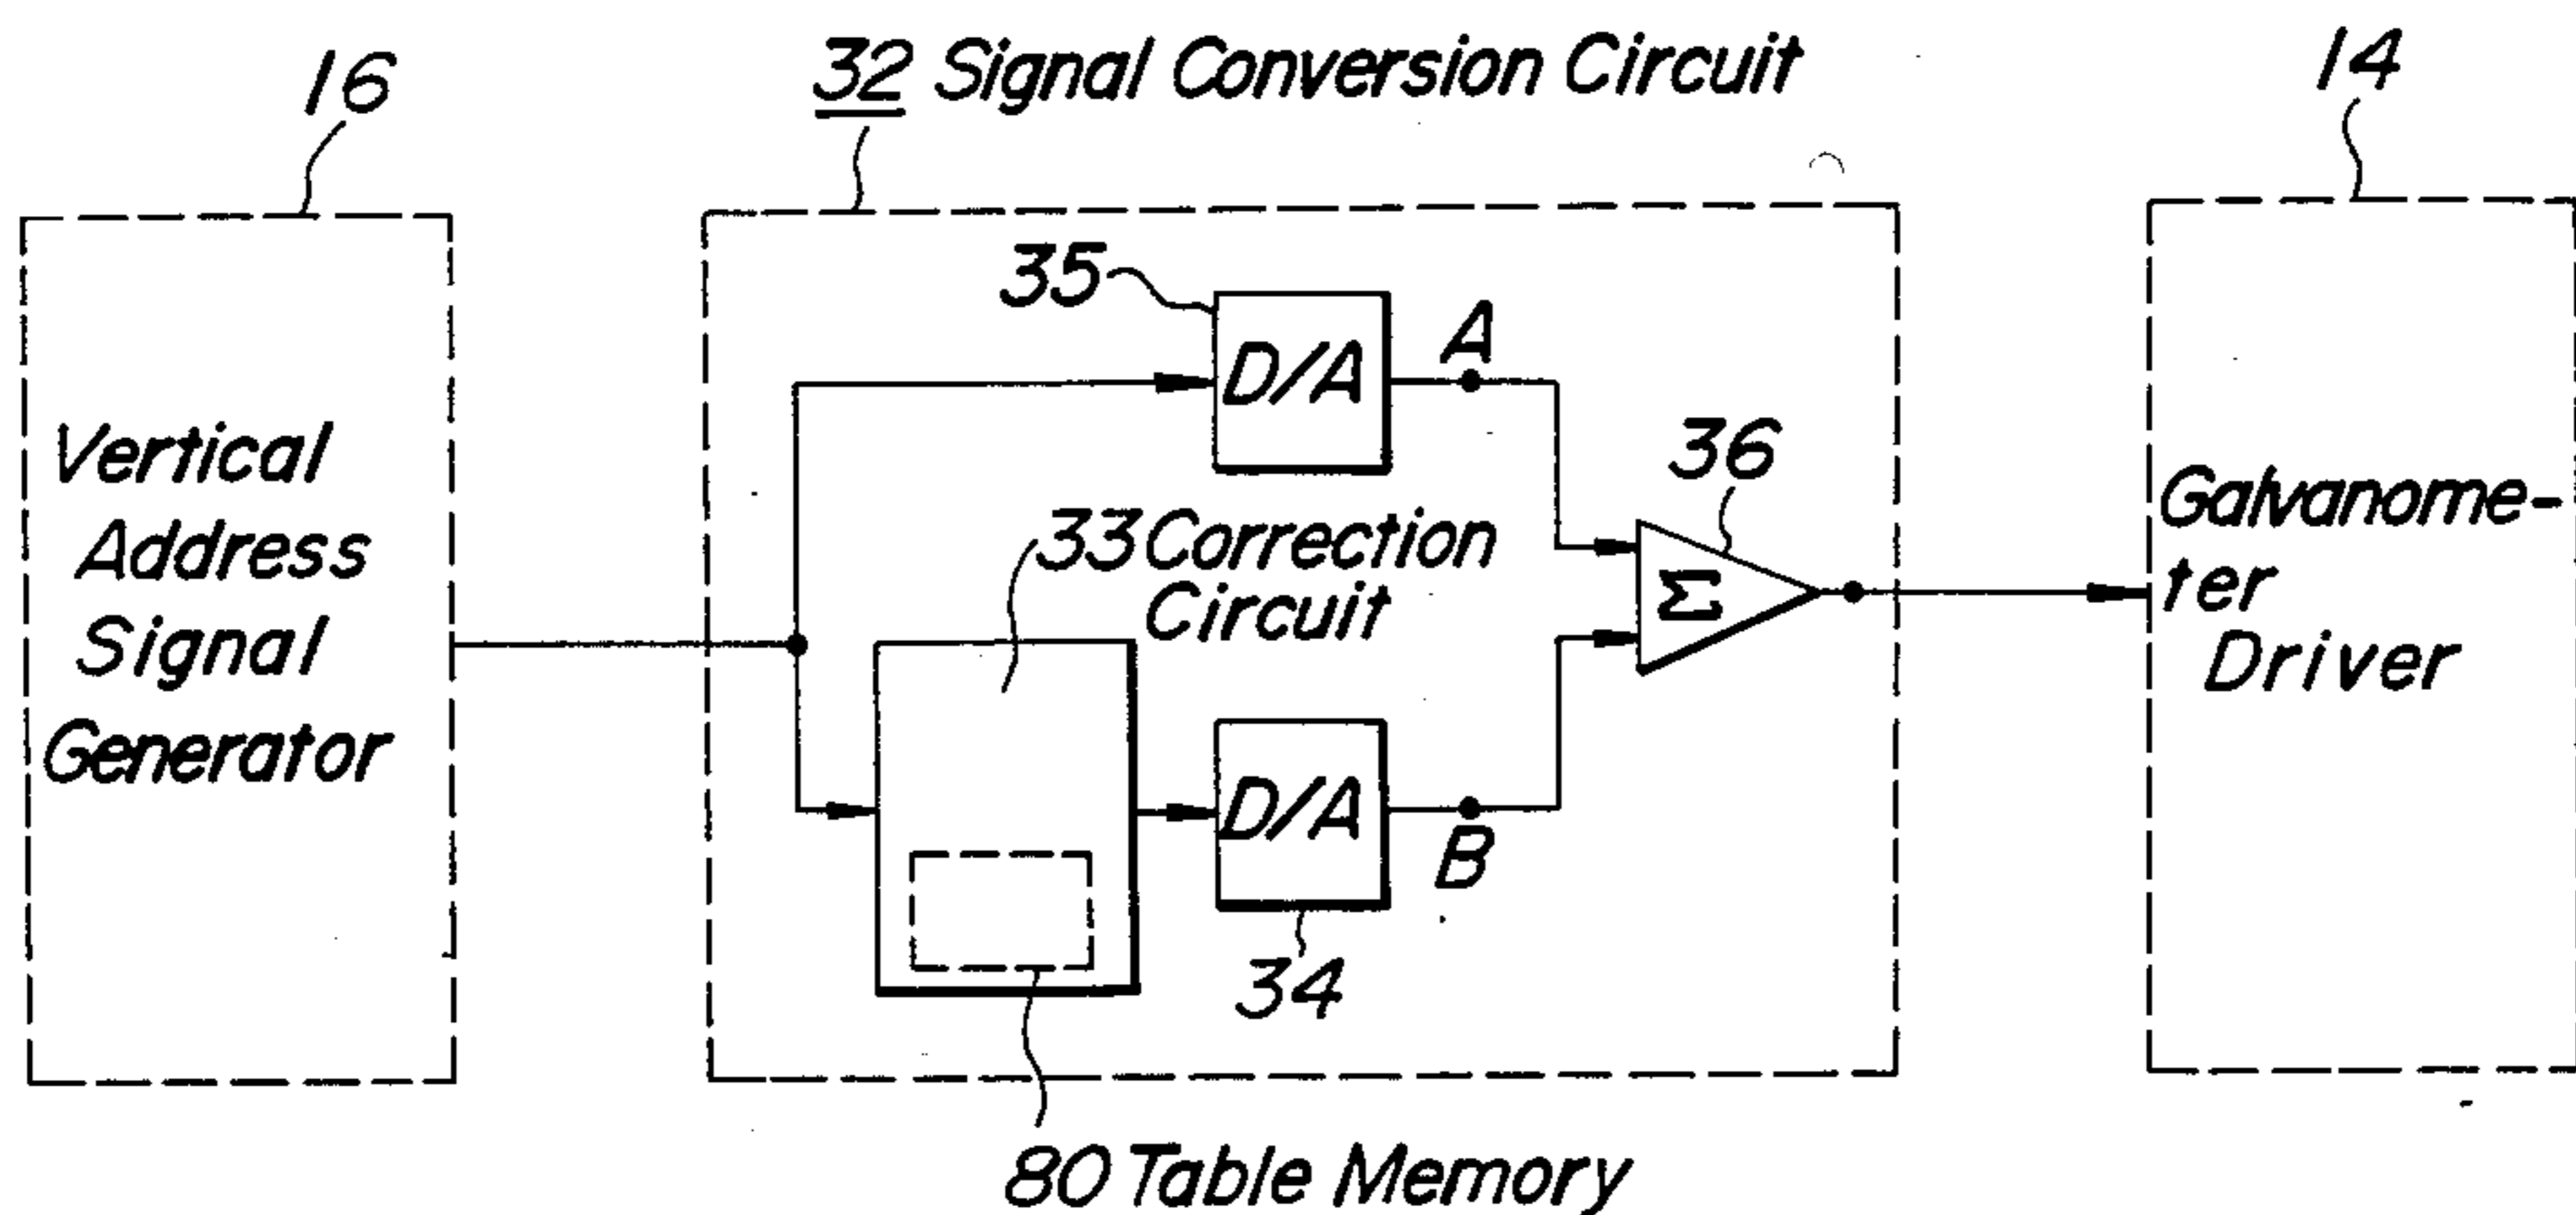 16
32 Signal Conversion Circuit
14
Vertical
Address
Signal
Generator
35
D/A
A
33 Correction
Circuit
36
Σ
D/A
B
34
80 Table Memory
Galvanome-
ter
Driver